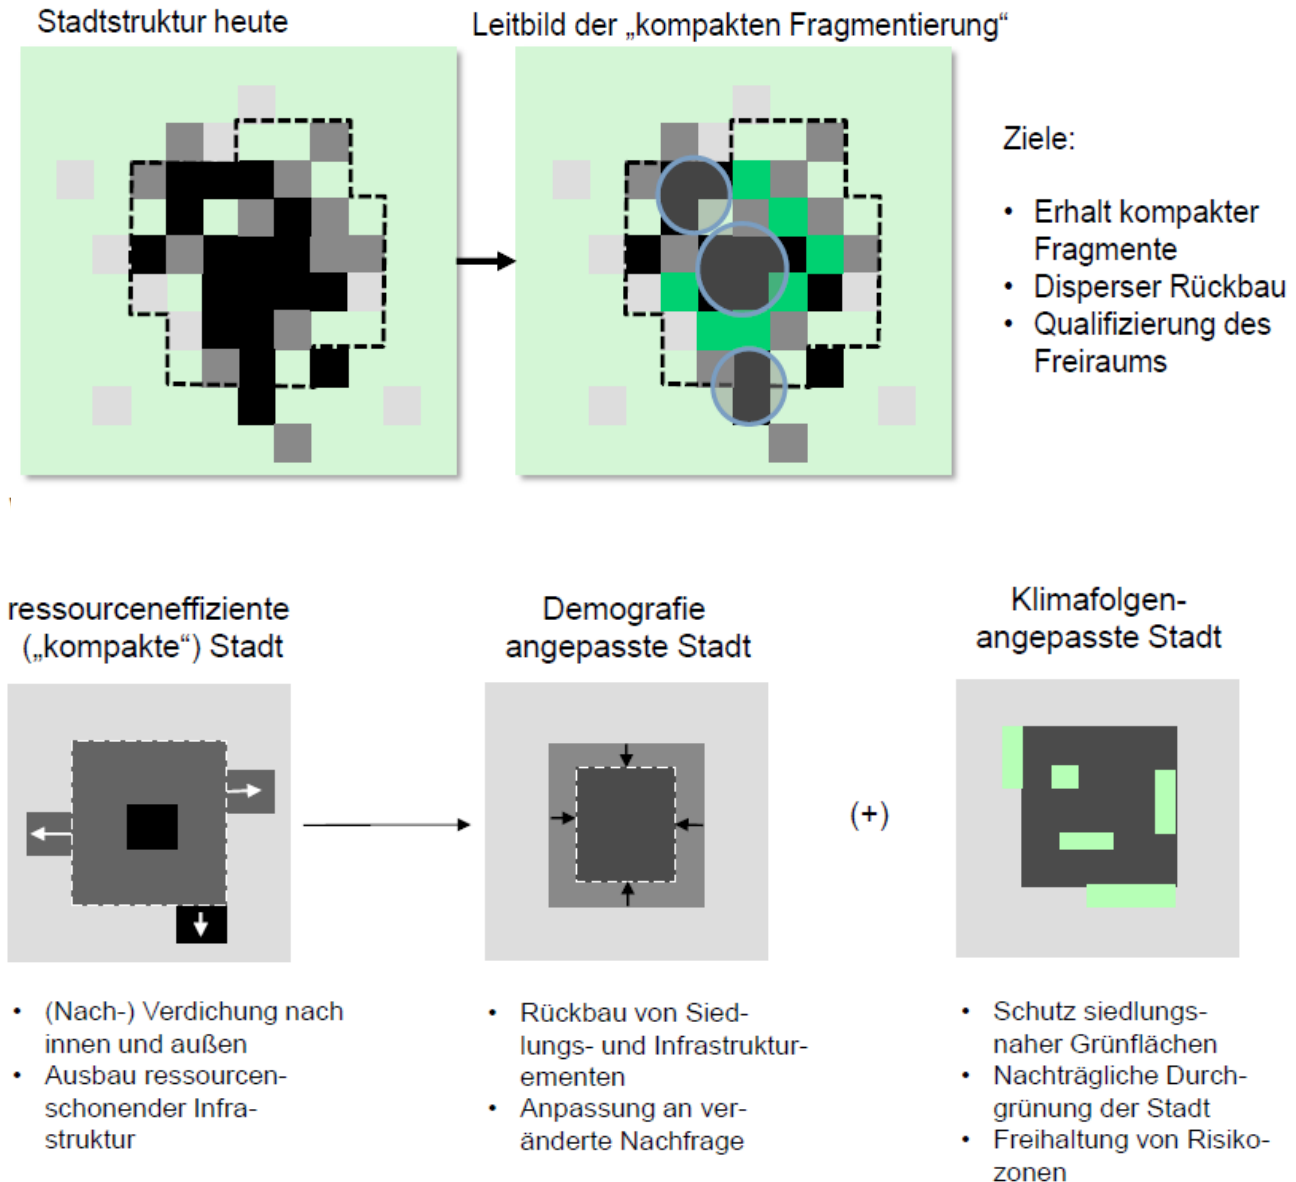 Stadtstruktur heute
Leitbild der „kompakten Fragmentierung“
Ziele:
• Erhalt kompakter
Fragmente
• Disperser Rückbau
• Qualifizierung des
Freiraums
ressourceneffiziente
(„kompakte“) Stadt
Demografie
angepasste Stadt
Klimafolgen-
angepasste Stadt
(+)
• (Nach-) Verdichung nach
innen und außen
• Ausbau ressourcen-
schonender Infra-
struktur
• Rückbau von Sied-
lungs- und Infrastruktur-
ementen
• Anpassung an ver-
änderte Nachfrage
• Schutz siedlungs-
naher Grünflächen
• Nachträgliche Durch-
grünung der Stadt
• Freihaltung von Risiko-
zonen